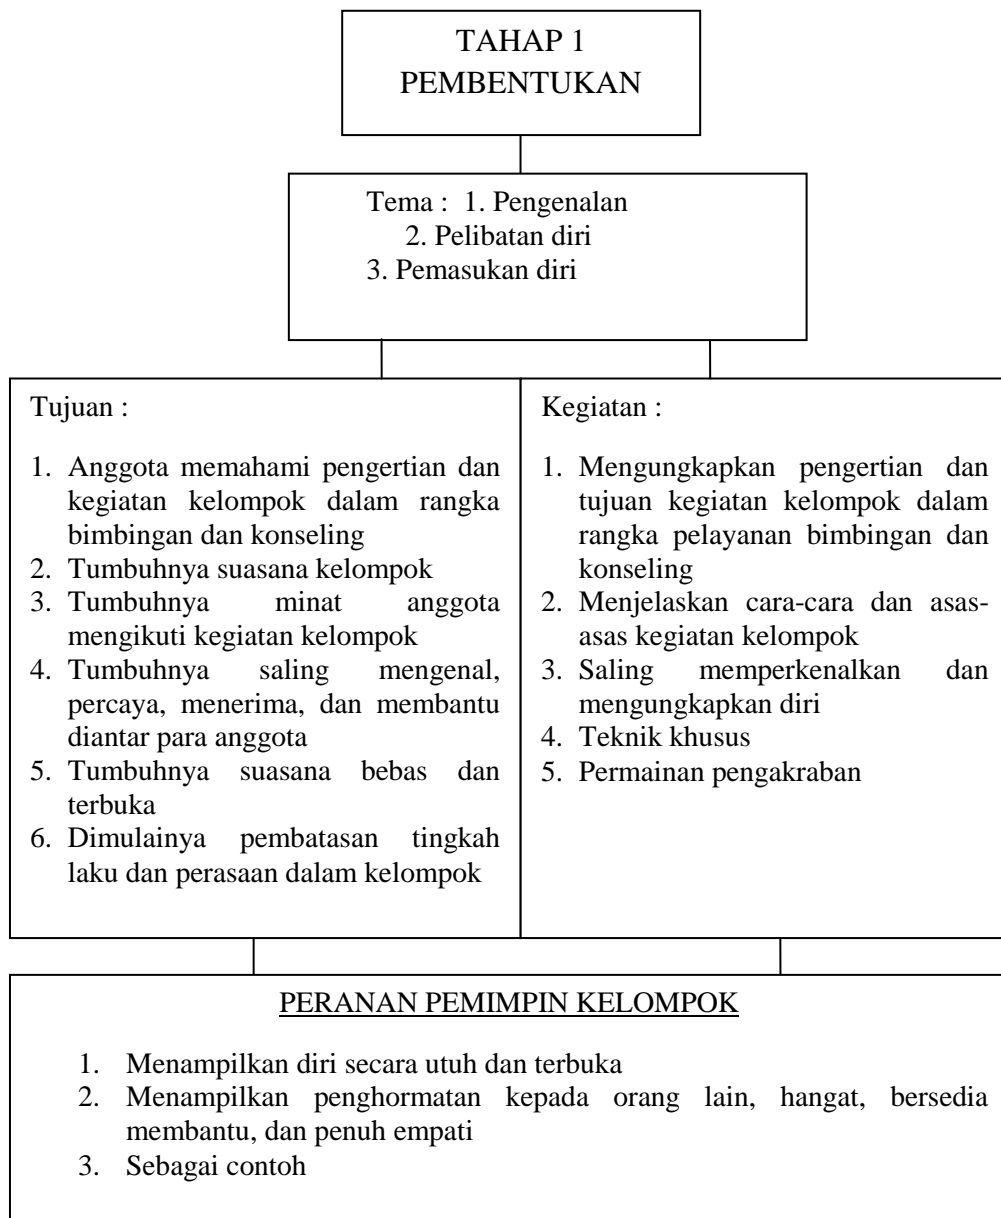 TAHAP 1
PEMBENTUKAN
Tema : 1. Pengenalan
2. Pelibatan diri
3. Pemasukan diri
Tujuan :
1. Anggota memahami pengertian dan
kegiatan kelompok dalam rangka
bimbingan dan konseling
2. Tumbuhnya suasana kelompok
3. Tumbuhnya minat anggota
mengikuti kegiatan kelompok
4. Tumbuhnya saling mengenal,
percaya, menerima, dan membantu
diantar para anggota
5. Tumbuhnya suasana bebas dan
terbuka
6. Dimulainya pembatasan tingkah
laku dan perasaan dalam kelompok
Kegiatan :
1. Mengungkapkan pengertian dan
tujuan kegiatan kelompok dalam
rangka pelayanan bimbingan dan
konseling
2. Menjelaskan cara-cara dan asas-
asas kegiatan kelompok
3. Saling memperkenalkan dan
mengungkapkan diri
4. Teknik khusus
5. Permainan pengakraban
PERANAN PEMIMPIN KELOMPOK
1. Menampilkan diri secara utuh dan terbuka
2. Menampilkan penghormatan kepada orang lain, hangat, bersedia
membantu, dan penuh empati
3. Sebagai contoh